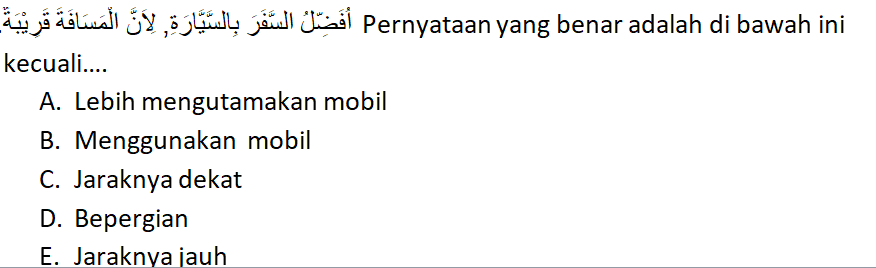 أُفَضِّلُ السَّفَرَ بِالسَّيَّارَةِ, لِاَنَّ الْمَسَافَةَ قَرِيْبَةٌ. Pernyataan yang benar adalah di bawah ini
kecuali....
A. Lebih mengutamakan mobil
B. Menggunakan mobil
C. Jaraknya dekat
D. Bepergian
E. Jaraknya jauh